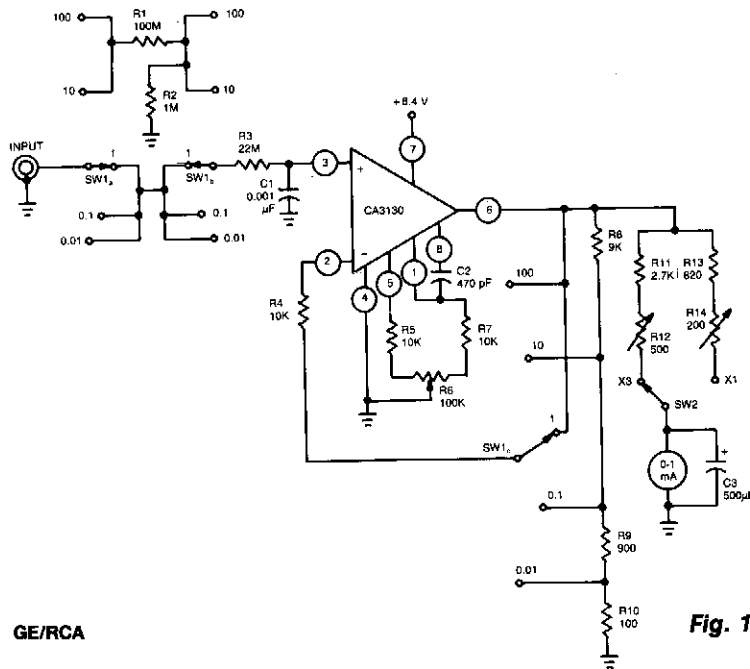 100
R1
100M
100
10
R2
1M
10
+8.4 V
INPUT
1
SW1a
1
SW1b
R3
22M
3
7
+
CA3130
6
C1
0.001
µF
0.1
0.01
0.1
0.01
2
–
4
5
1
8
C2
470 pF
R4
10K
R5
10K
R7
10K
R6
100K
100
10
1
SW1c
R8
9K
R11
2.7K
R13
820
R12
500
R14
200
X3
X1
SW2
0-1
mA
+
C3
500µ
0.1
R9
900
0.01
R10
100
GE/RCA
Fig. 1